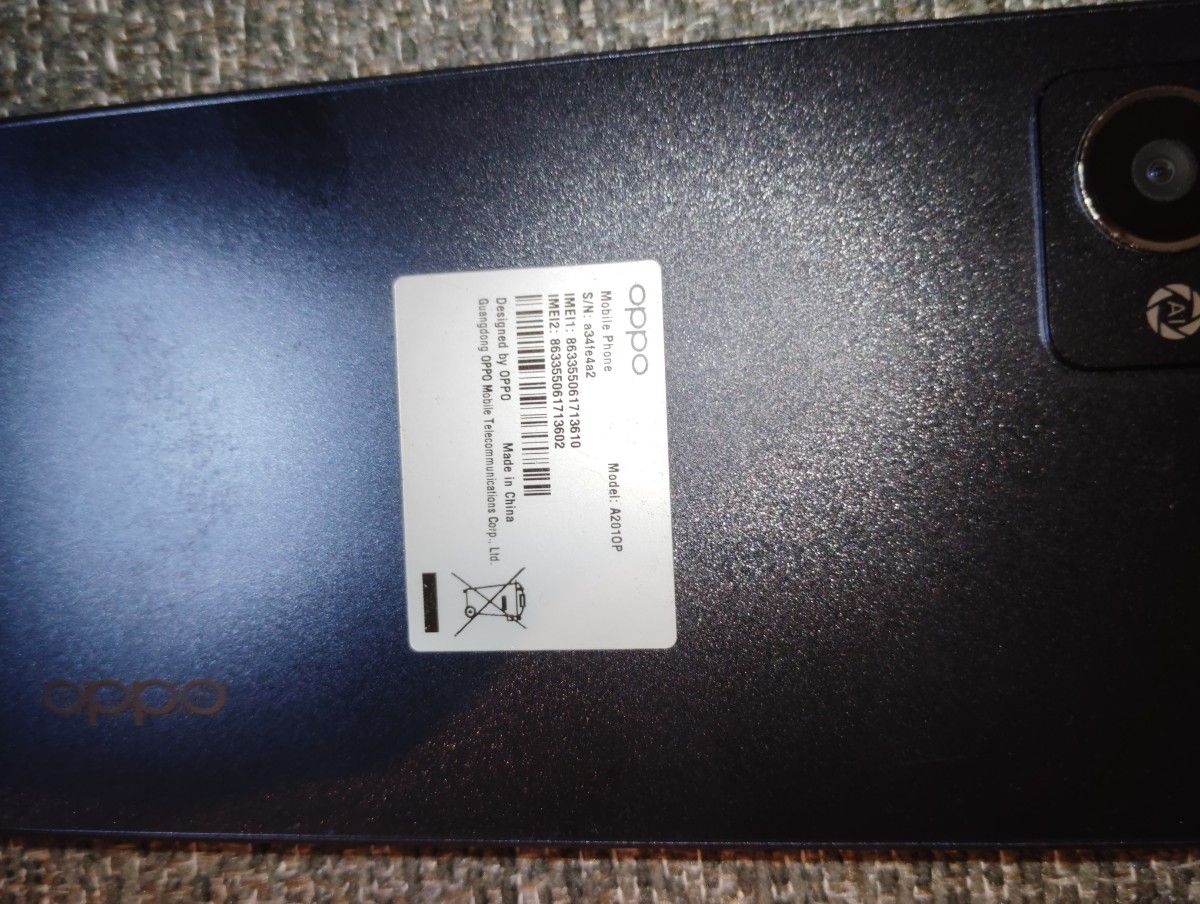 oppo
Mobile Phone Model: A201OP
S/N: a34fe4a2
IMEI1: 863355061713610
IMEI2: 863355061713602
Designed by OPPO Made in China
Guangdong OPPO Mobile Telecommunications Corp., Ltd.
oppo
AI